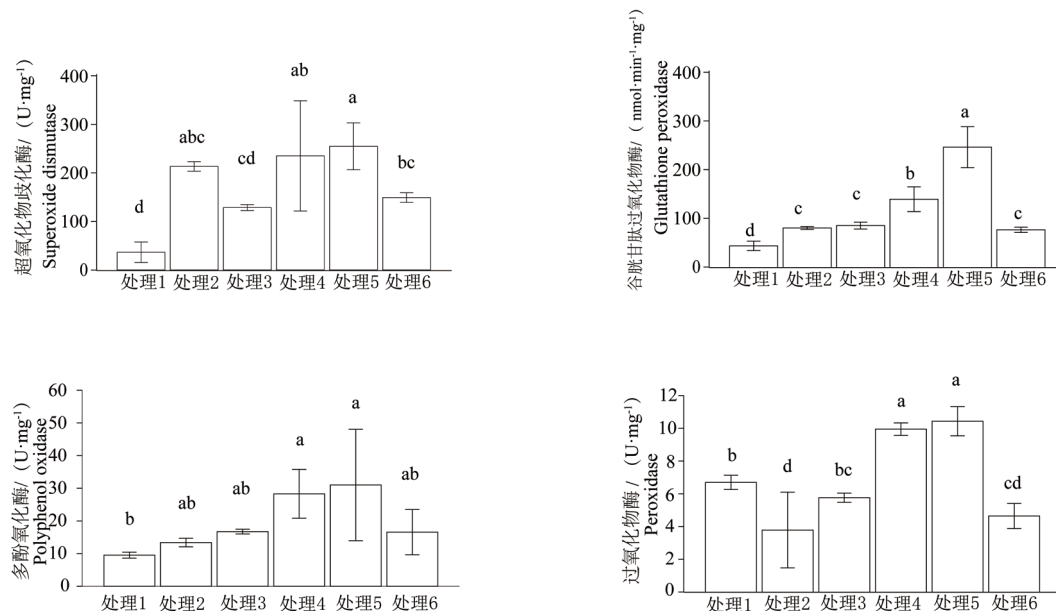 超氧化物歧化酶/（U·mg⁻¹）
Superoxide dismutase
400
300
200
100
0
d
abc
cd
ab
a
bc
处理1 处理2 处理3 处理4 处理5 处理6
谷胱甘肽过氧化物酶/（nmol·min⁻¹·mg⁻¹）
Glutathione peroxidase
400
300
200
100
0
d
c
c
b
a
c
处理1 处理2 处理3 处理4 处理5 处理6
多酚氧化酶/（U·mg⁻¹）
Polyphenol oxidase
60
50
40
30
20
10
0
b
ab
ab
a
a
ab
处理1 处理2 处理3 处理4 处理5 处理6
过氧化物酶/（U·mg⁻¹）
Peroxidase
12
10
8
6
4
2
0
b
d
bc
a
a
cd
处理1 处理2 处理3 处理4 处理5 处理6